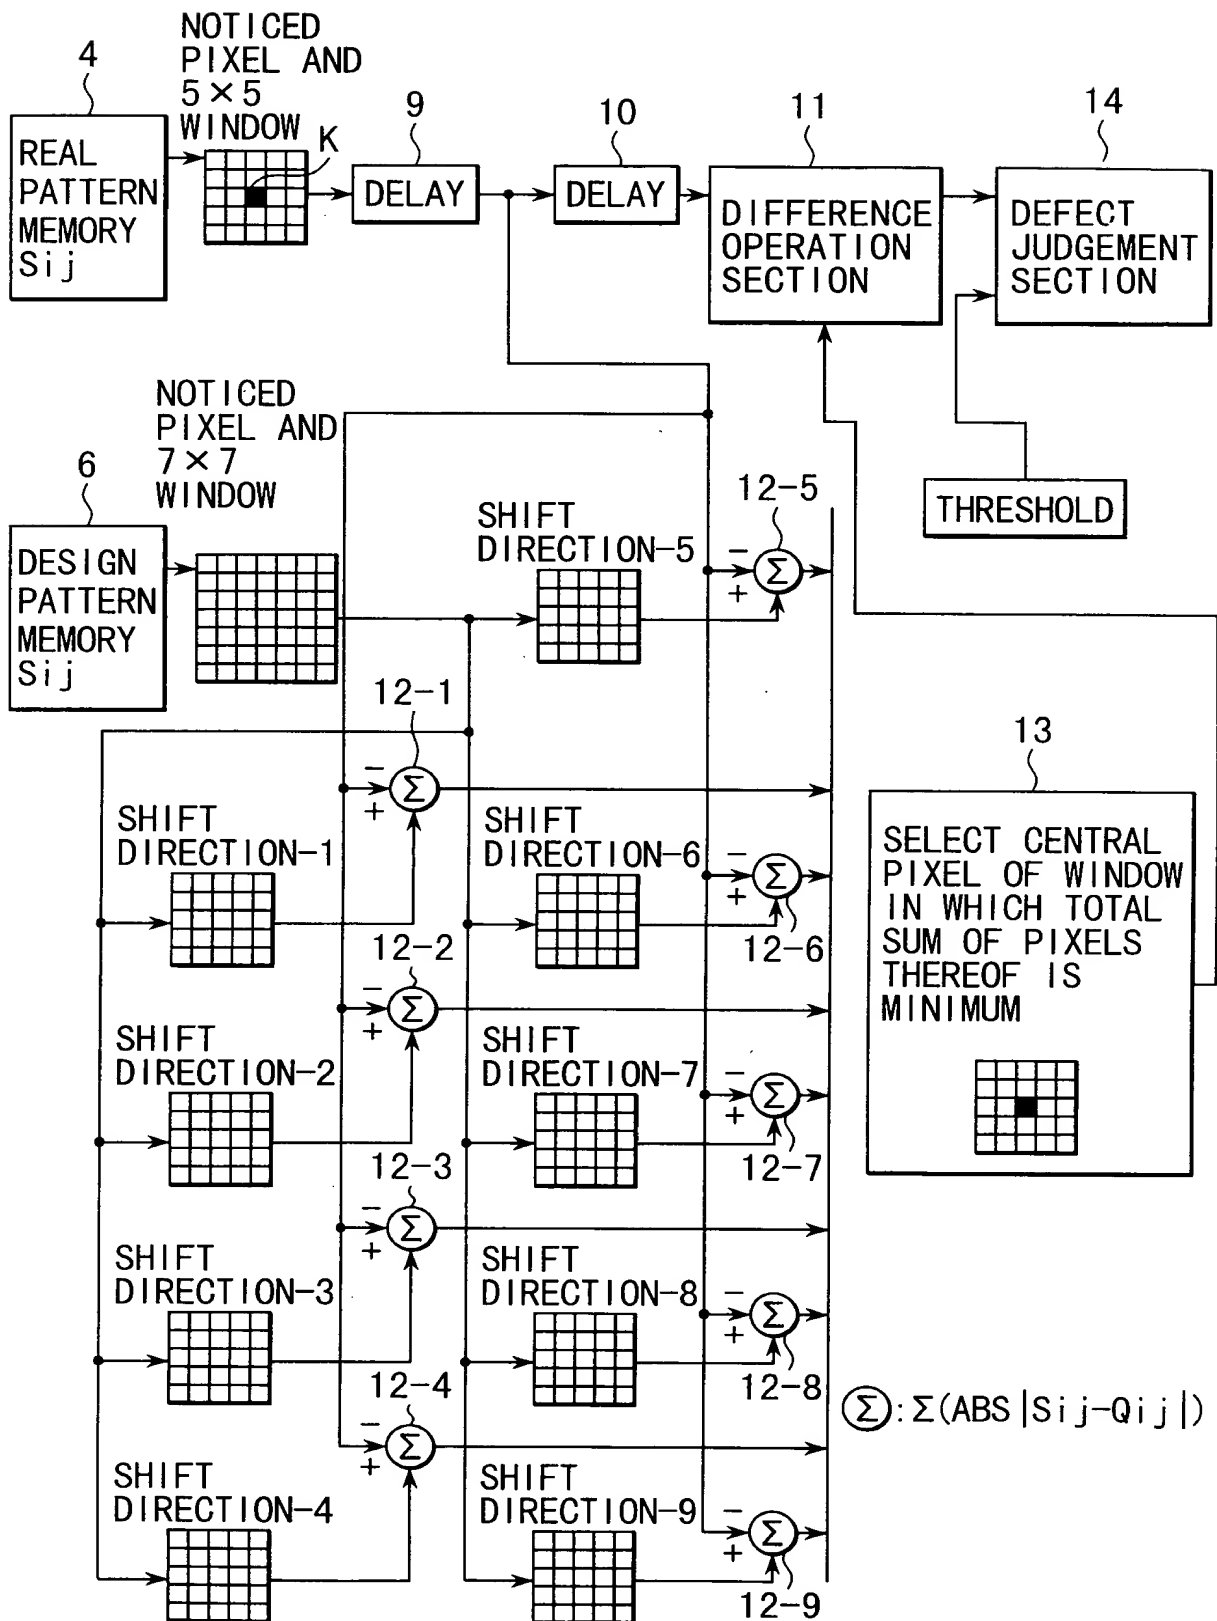 NOTICED
PIXEL AND
5×5
WINDOW
4
K
9
10
11
14
REAL
PATTERN
MEMORY
Sij
DELAY
DELAY
DIFFERENCE
OPERATION
SECTION
DEFECT
JUDGEMENT
SECTION
NOTICED
PIXEL AND
7×7
WINDOW
6
THRESHOLD
DESIGN
PATTERN
MEMORY
Sij
SHIFT
DIRECTION-5
12-5
−
+
Σ
12-1
−
+
Σ
SHIFT
DIRECTION-1
SHIFT
DIRECTION-6
−
+
Σ
12-6
13
SELECT CENTRAL
PIXEL OF WINDOW
IN WHICH TOTAL
SUM OF PIXELS
THEREOF IS
MINIMUM
12-2
−
+
Σ
SHIFT
DIRECTION-2
SHIFT
DIRECTION-7
−
+
Σ
12-7
12-3
−
+
Σ
SHIFT
DIRECTION-3
SHIFT
DIRECTION-8
−
+
Σ
12-8
12-4
−
+
Σ
Σ:Σ(ABS|Sij-Qij|)
SHIFT
DIRECTION-4
SHIFT
DIRECTION-9
−
+
Σ
12-9